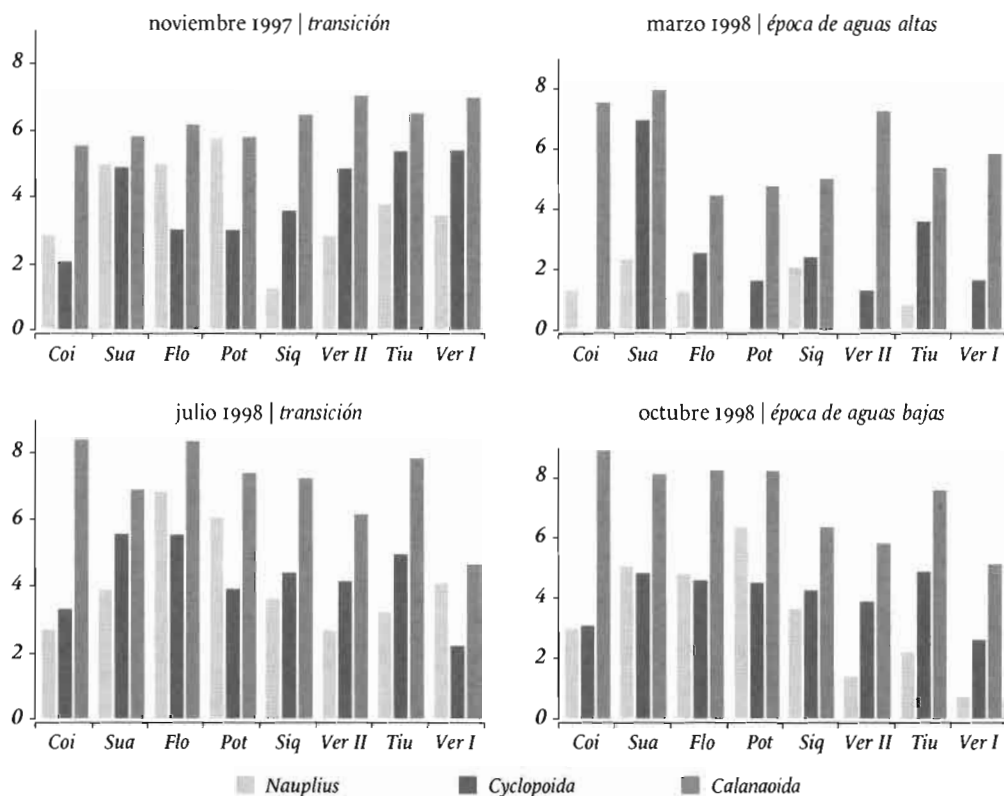 noviembre 1997 | transición
8
6
4
2
0
Coi Sua Flo Pot Siq Ver II Tiu Ver I
marzo 1998 | época de aguas altas
8
6
4
2
0
Coi Sua Flo Pot Siq Ver II Tiu Ver I
julio 1998 | transición
8
6
4
2
0
Coi Sua Flo Pot Siq Ver II Tiu Ver I
octubre 1998 | época de aguas bajas
8
6
4
2
0
Coi Sua Flo Pot Siq Ver II Tiu Ver I
Nauplius Cyclopoida Calanaoida